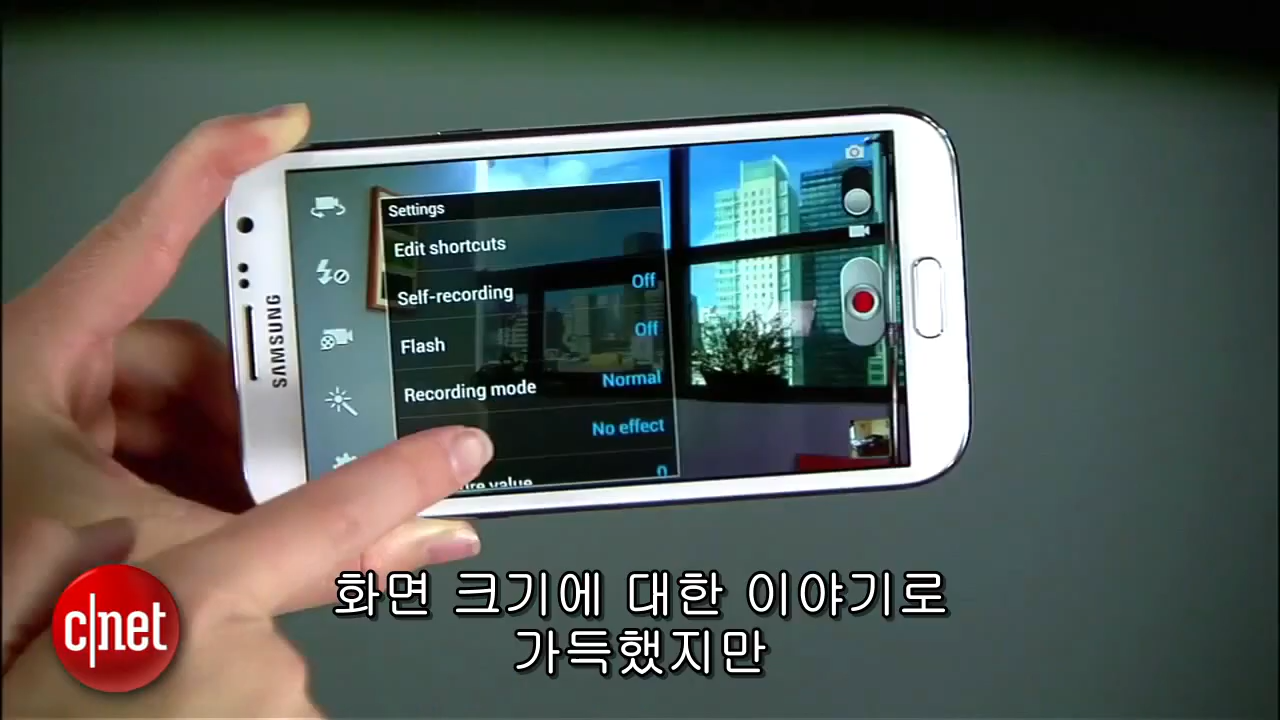 SAMSUNG
Settings
Edit shortcuts
Self-recording Off
Flash Off
Recording mode Normal
No effect
value 0
c|net
화면 크기에 대한 이야기로
가득했지만